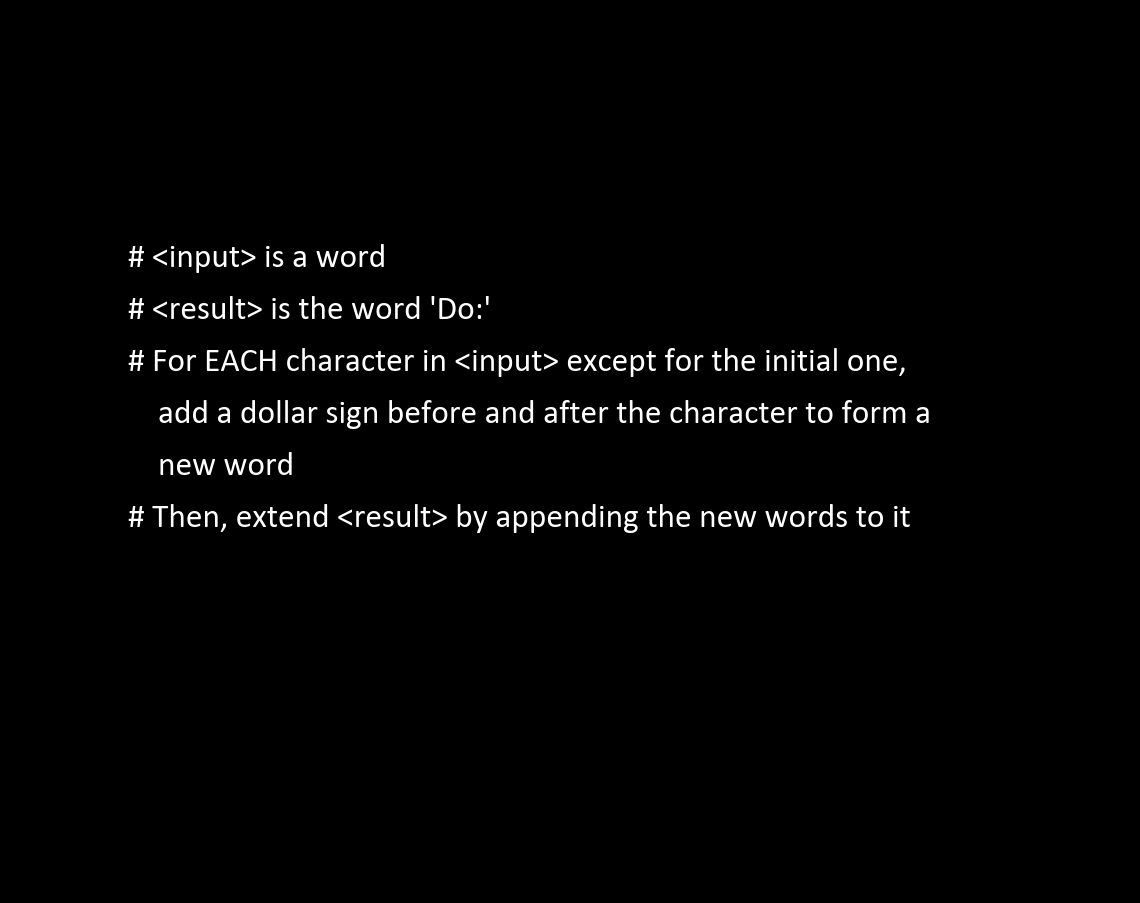 # <input> is a word
# <result> is the word 'Do:'
# For EACH character in <input> except for the initial one,
add a dollar sign before and after the character to form a
new word
# Then, extend <result> by appending the new words to it